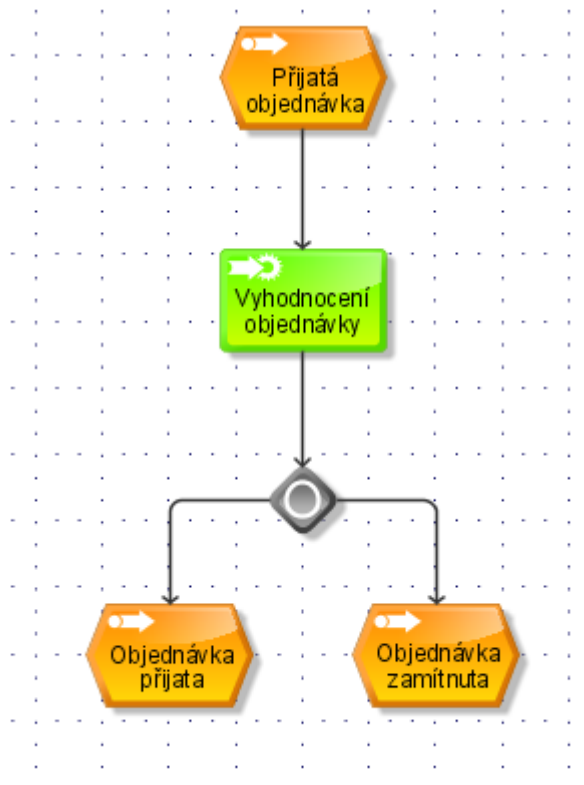 Přijatá
objednávka
Vyhodnocení
objednávky
Objednávka
přijata
Objednávka
zamítnuta